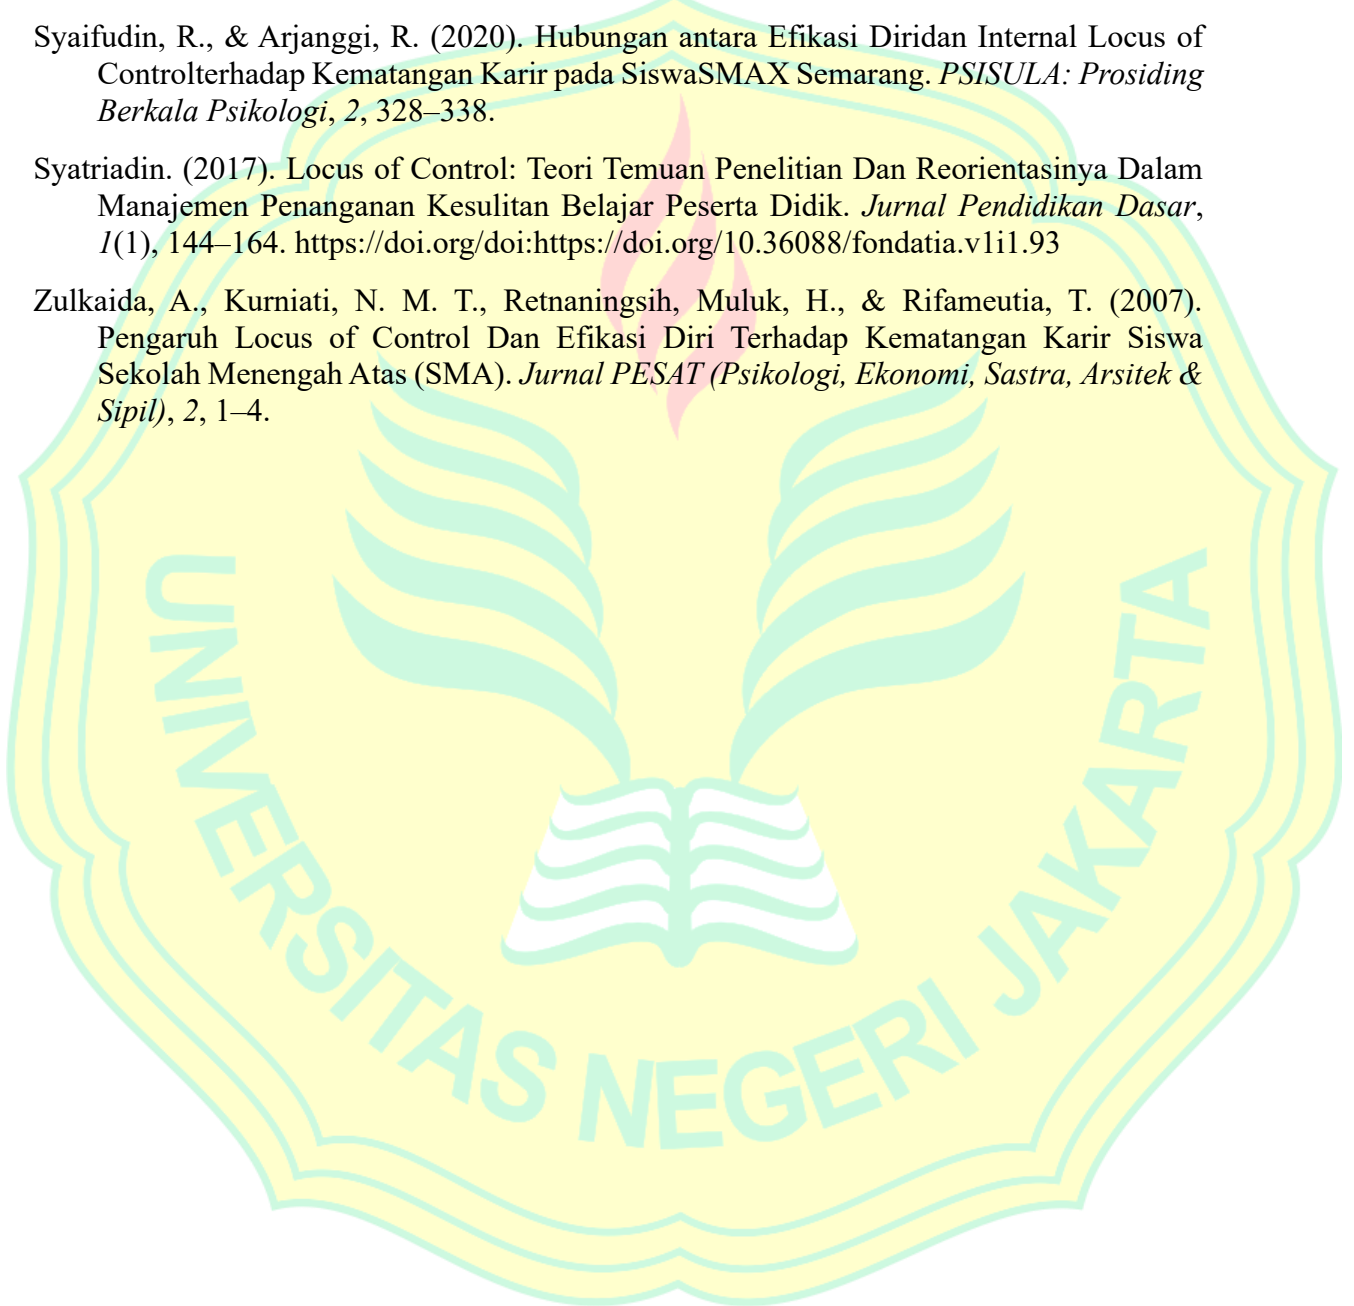 Syaifudin, R., & Arjanggi, R. (2020). Hubungan antara Efikasi Diridan Internal Locus of
Controlterhadap Kematangan Karir pada SiswaSMAX Semarang. PSISULA: Prosiding
Berkala Psikologi, 2, 328–338.
Syatriadin. (2017). Locus of Control: Teori Temuan Penelitian Dan Reorientasinya Dalam
Manajemen Penanganan Kesulitan Belajar Peserta Didik. Jurnal Pendidikan Dasar,
1(1), 144–164. https://doi.org/doi:https://doi.org/10.36088/fondatia.v1i1.93
Zulkaida, A., Kurniati, N. M. T., Retnaningsih, Muluk, H., & Rifameutia, T. (2007).
Pengaruh Locus of Control Dan Efikasi Diri Terhadap Kematangan Karir Siswa
Sekolah Menengah Atas (SMA). Jurnal PESAT (Psikologi, Ekonomi, Sastra, Arsitek &
Sipil), 2, 1–4.
UNIVERSITAS NEGERI JAKARTA